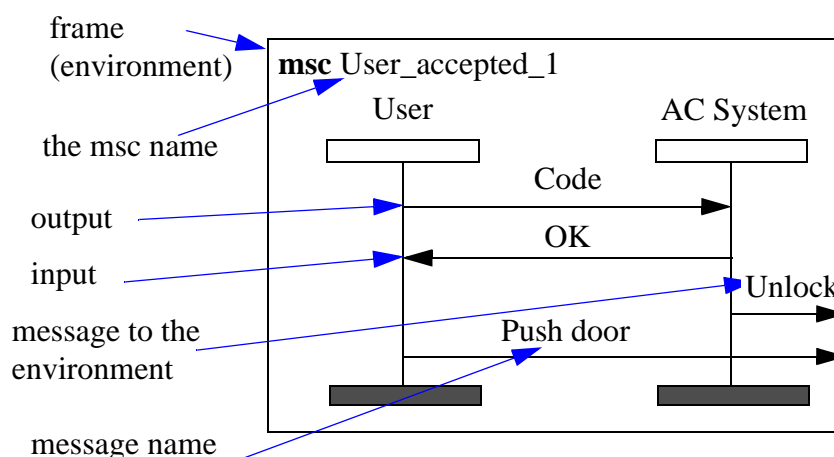 frame
(environment)
msc User_accepted_1
User
AC System
the msc name
Code
output
OK
input
Unlock
message to the
environment
Push door
message name